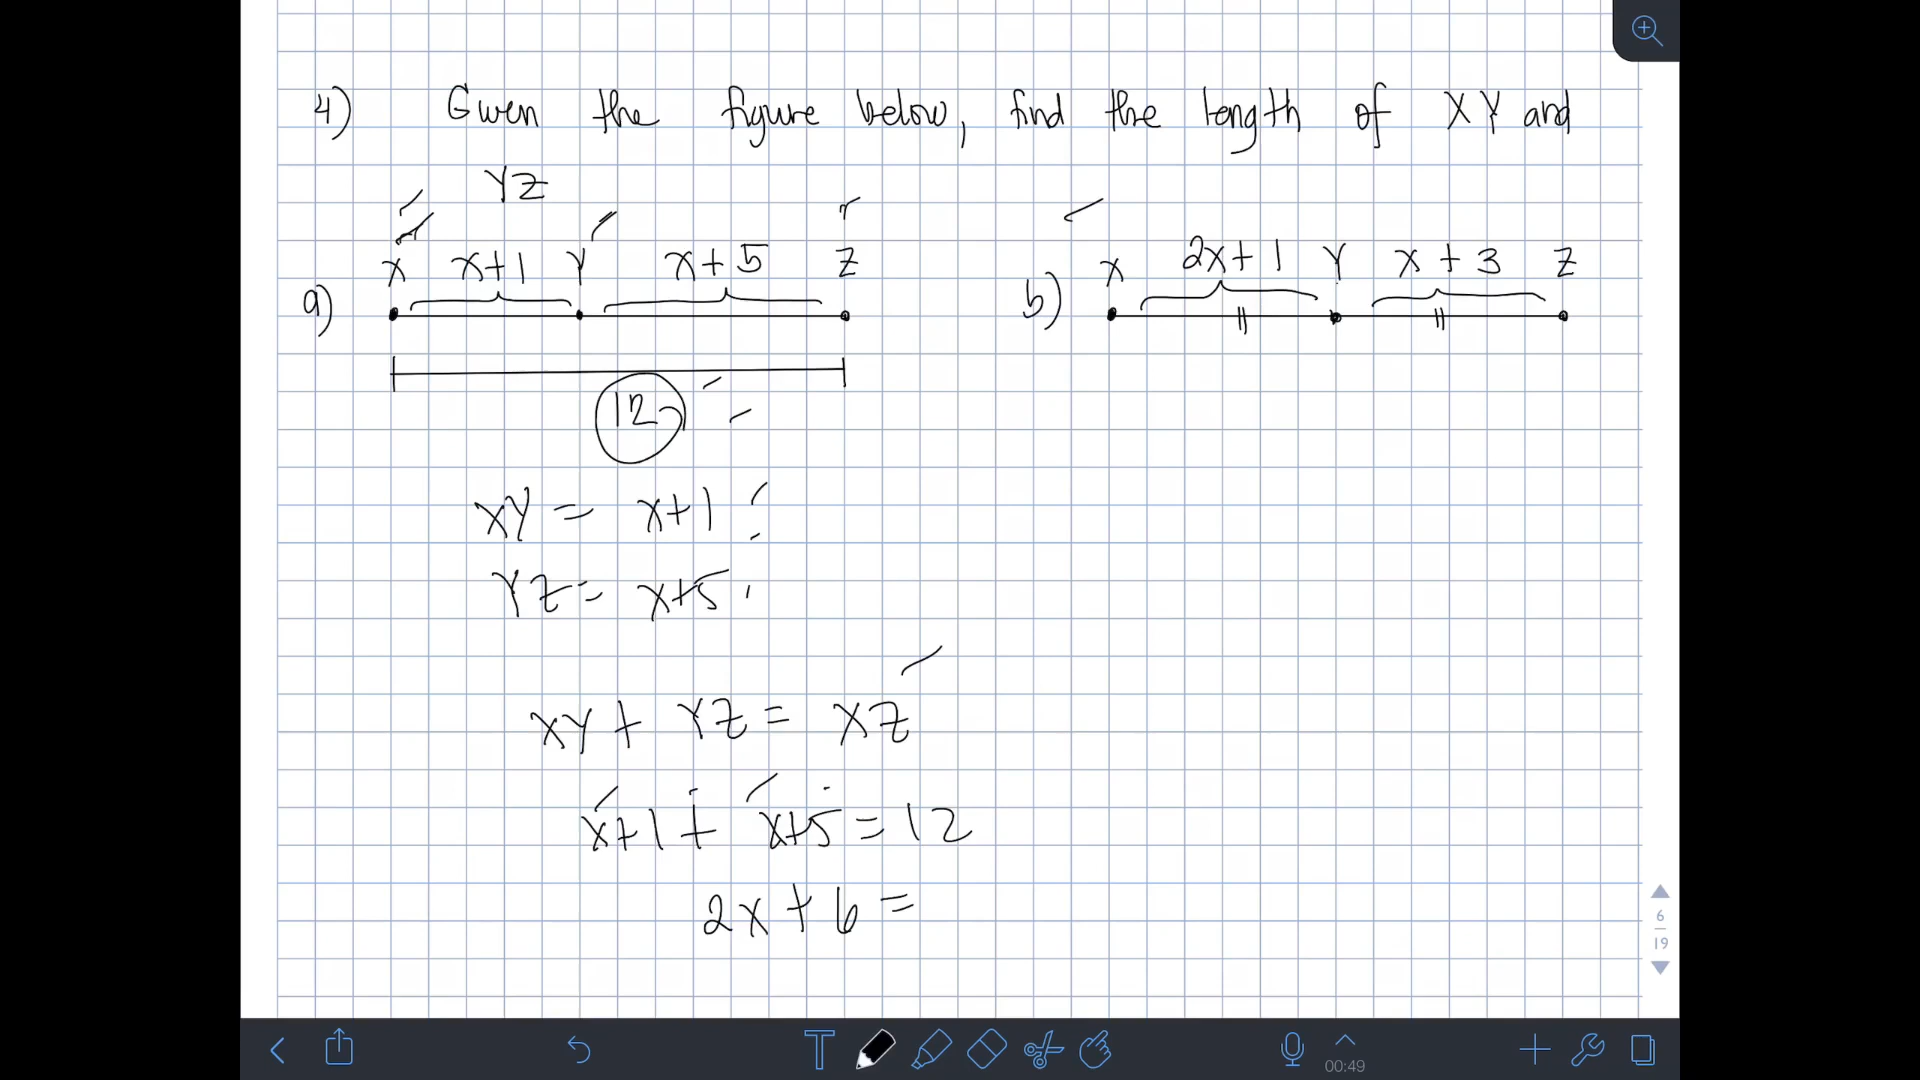 4) Given the figure below, find the length of XY and
YZ
a) X x+1 Y x+5 Z
12
XY = x+1
YZ = x+5
XY + YZ = XZ
x+1 + x+5 = 12
2x + 6 =
b) X 2x+1 Y x+3 Z
6
19
T
00:49